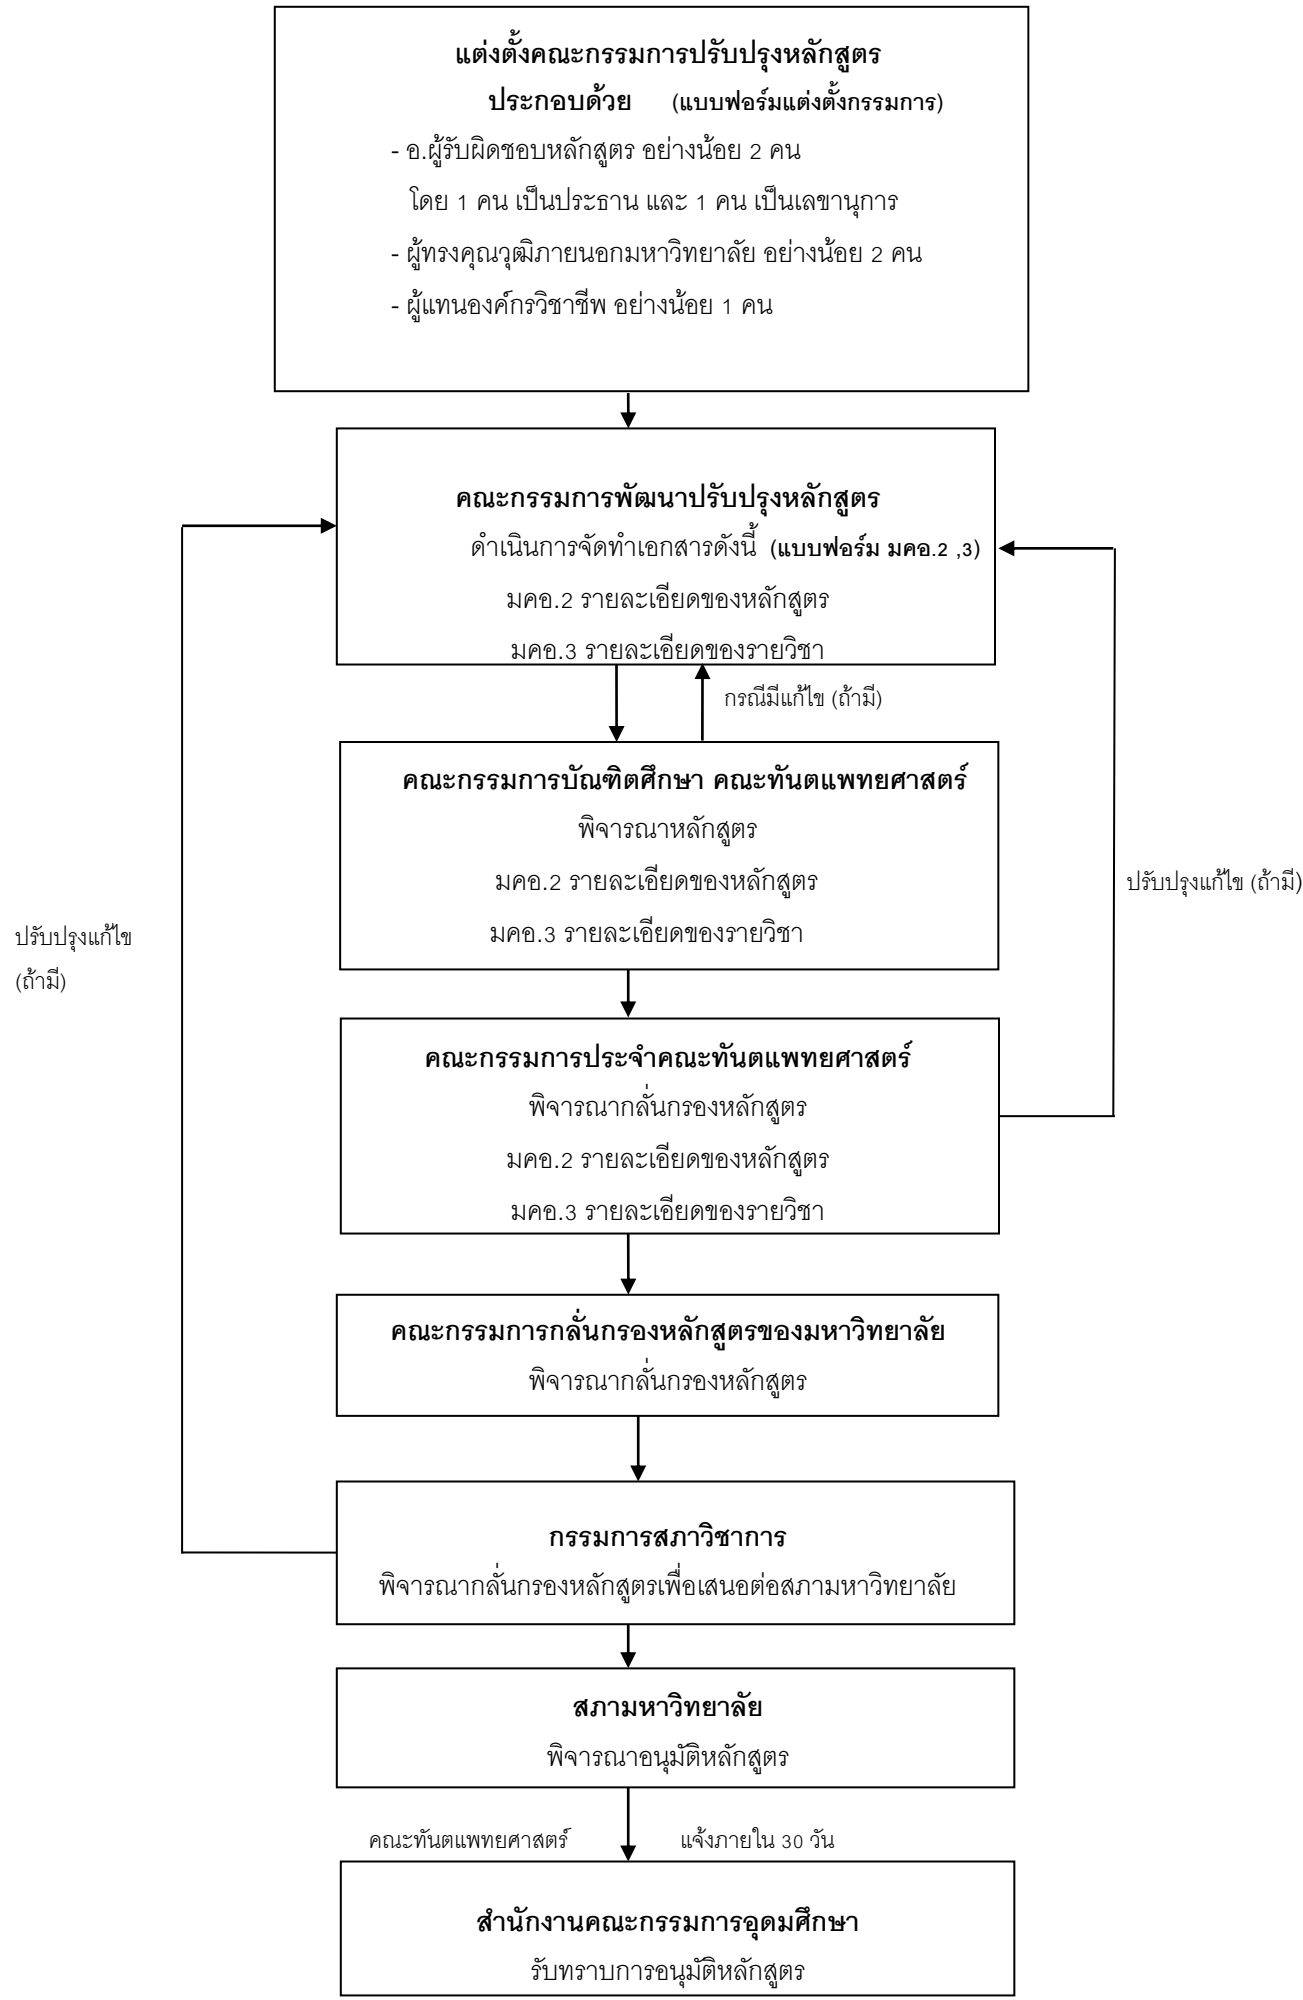 แต่งตั้งคณะกรรมการปรับปรุงหลักสูตร
ประกอบด้วย (แบบฟอร์มแต่งตั้งกรรมการ)
- อ.ผู้รับผิดชอบหลักสูตร อย่างน้อย 2 คน
โดย 1 คน เป็นประธาน และ 1 คน เป็นเลขานุการ
- ผู้ทรงคุณวุฒิภายนอกมหาวิทยาลัย อย่างน้อย 2 คน
- ผู้แทนองค์กรวิชาชีพ อย่างน้อย 1 คน
คณะกรรมการพัฒนาปรับปรุงหลักสูตร
ดำเนินการจัดทำเอกสารดังนี้ (แบบฟอร์ม มคอ.2 ,3)
มคอ.2 รายละเอียดของหลักสูตร
มคอ.3 รายละเอียดของรายวิชา
กรณีมีแก้ไข (ถ้ามี)
คณะกรรมการบัณฑิตศึกษา คณะทันตแพทยศาสตร์
พิจารณาหลักสูตร
มคอ.2 รายละเอียดของหลักสูตร
มคอ.3 รายละเอียดของรายวิชา
ปรับปรุงแก้ไข (ถ้ามี)
ปรับปรุงแก้ไข
(ถ้ามี)
คณะกรรมการประจำคณะทันตแพทยศาสตร์
พิจารณากลั่นกรองหลักสูตร
มคอ.2 รายละเอียดของหลักสูตร
มคอ.3 รายละเอียดของรายวิชา
คณะกรรมการกลั่นกรองหลักสูตรของมหาวิทยาลัย
พิจารณากลั่นกรองหลักสูตร
กรรมการสภาวิชาการ
พิจารณากลั่นกรองหลักสูตรเพื่อเสนอต่อสภามหาวิทยาลัย
สภามหาวิทยาลัย
พิจารณาอนุมัติหลักสูตร
คณะทันตแพทยศาสตร์ แจ้งภายใน 30 วัน
สำนักงานคณะกรรมการอุดมศึกษา
รับทราบการอนุมัติหลักสูตร